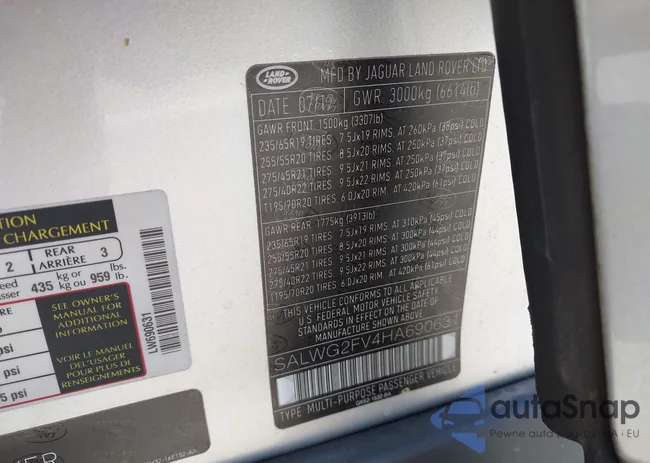 LAND ROVER
MFD BY JAGUAR LAND ROVER LTD
DATE GWR. 3000kg (6614lb)
GAWR FRONT 1500kg (3307lb)
235/65R19 TIRES 7.5Jx19 RIMS. AT 260kPa (38psi) COLD
255/55R20 TIRES 8.5Jx20 RIMS. AT 250kPa (37psi) COLD
275/45R21 TIRES 9.5Jx21 RIMS. AT 250kPa (37psi) COLD
275/40R22 TIRES 9.5Jx22 RIMS. AT 250kPa (37psi) COLD
T195/70R20 TIRES 6.0Jx20 RIM. AT 420kPa (61psi) COLD
GAWR REAR 1775kg (3913lb)
235/65R19 TIRES 7.5Jx19 RIMS. AT 310kPa (45psi) COLD
255/55R20 TIRES 8.5Jx20 RIMS. AT 300kPa (44psi) COLD
275/45R21 TIRES 9.5Jx21 RIMS. AT 300kPa (44psi) COLD
275/40R22 TIRES 9.5Jx22 RIMS. AT 300kPa (44psi) COLD
T195/70R20 TIRES 6.0Jx20 RIM. AT 420kPa (61psi) COLD
THIS VEHICLE CONFORMS TO ALL APPLICABLE
U.S FEDERAL MOTOR VEHICLE SAFETY
STANDARDS IN EFFECT ON THE DATE OF
MANUFACTURE SHOWN ABOVE
SALWG2FV4HA690631
TYPE MULTI-PURPOSE PASSENGER VEHICLE
TION
CHARGEMENT
2 REAR ARRIÈRE 3
435 kg or kg ou 959 lbs. lb.
SEE OWNER'S
MANUAL FOR
ADDITIONAL
INFORMATION
VOIR LE MANUEL
DE L'USAGER
POUR PLUS DE
RENSEIGNEMENTS
psi
psi
5 psi
LW690631
autoSnap